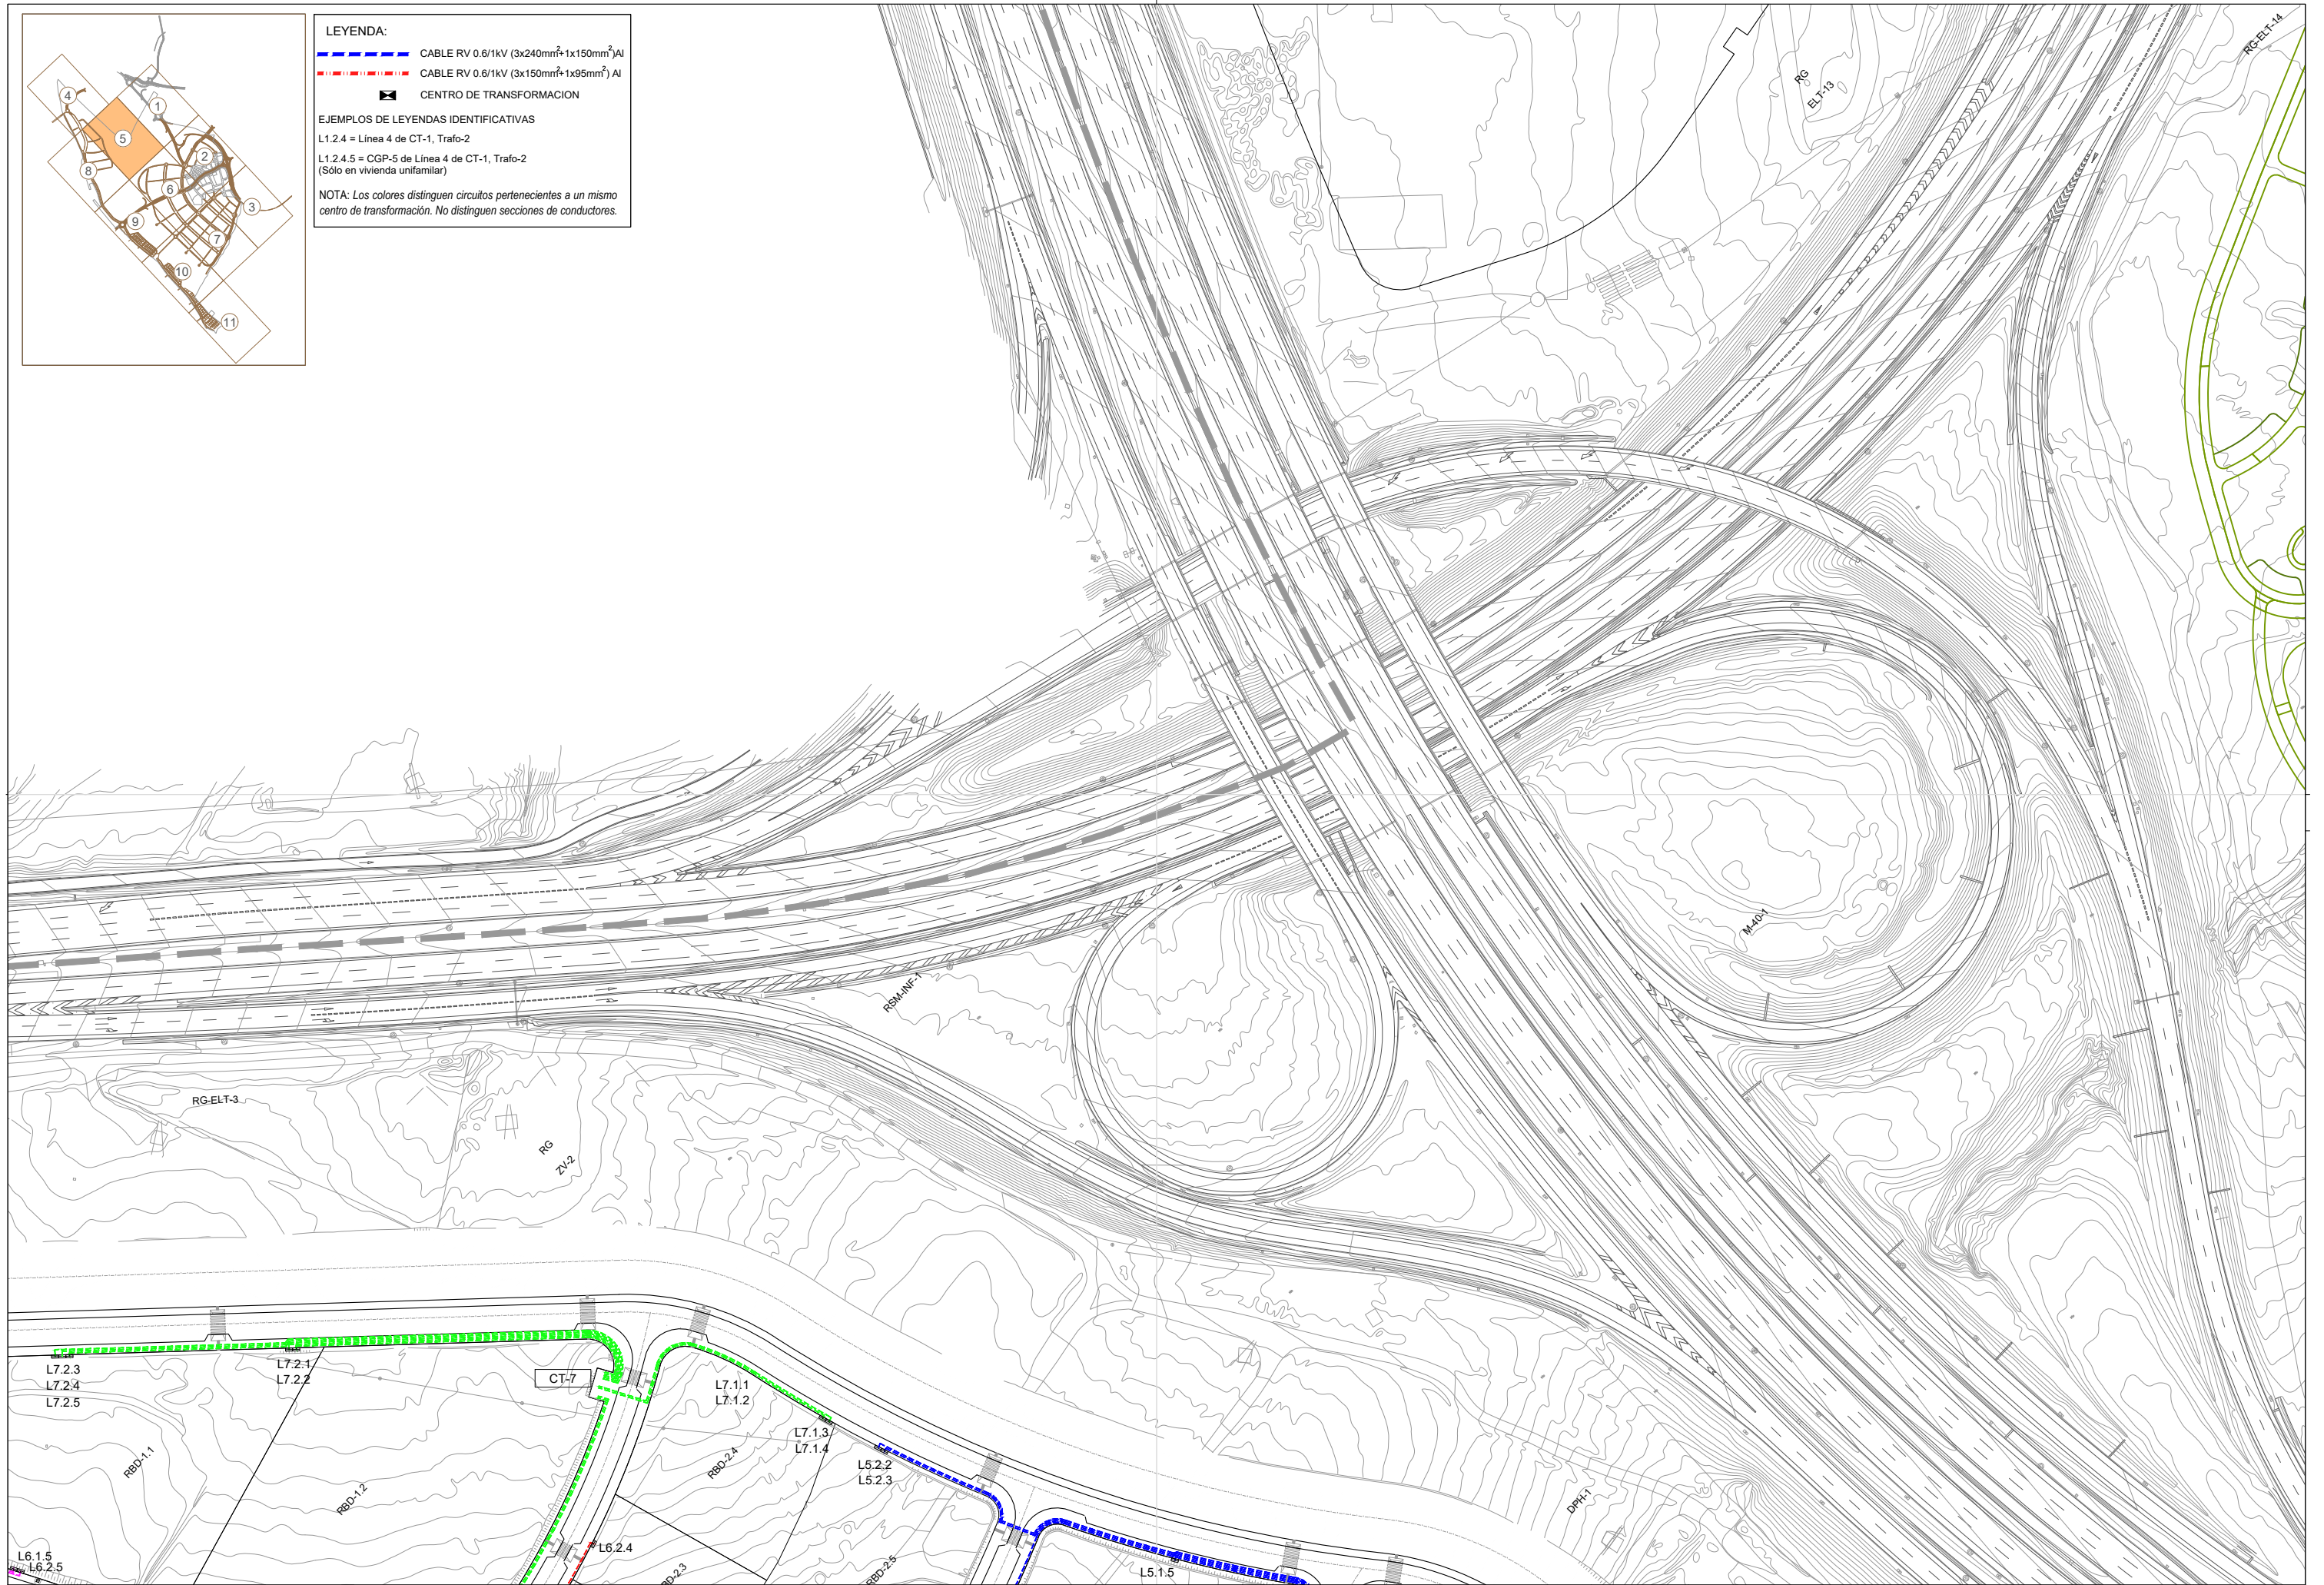 LEYENDA:
CABLE RV 0.6/1kV (3x240mm²+1x150mm²)Al
CABLE RV 0.6/1kV (3x150mm²+1x95mm²) Al
CENTRO DE TRANSFORMACION
EJEMPLOS DE LEYENDAS IDENTIFICATIVAS
L1.2.4 = Línea 4 de CT-1, Trafo-2
L1.2.4.5 = CGP-5 de Línea 4 de CT-1, Trafo-2
(Sólo en vivienda unifamilar)
NOTA: Los colores distinguen circuitos pertenecientes a un mismo
centro de transformación. No distinguen secciones de conductores.
4
1
5
2
8
6
3
9
7
10
11
RG
ELT-13
RG-ELT-14
M-40-1
RSM-INF-1
RG-ELT-3
RG
ZV-2
L7.2.3
L7.2.4
L7.2.5
L7.2.1
L7.2.2
CT-7
L7.1.1
L7.1.2
L7.1.3
L7.1.4
L5.2.2
L5.2.3
RBD-1.1
RBD-1.2
RBD-2.4
DPH-1
L6.1.5
L6.2.5
L6.2.4
BD-2.3
RBD-2.5
L5.1.5